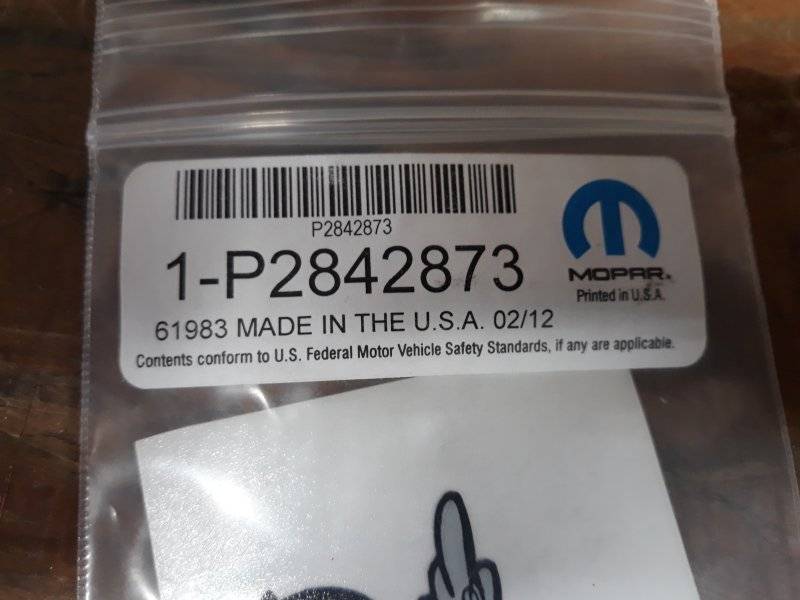 P2842873
1-P2842873
MOPAR®
Printed in U.S.A.
61983 MADE IN THE U.S.A. 02/12
Contents conform to U.S. Federal Motor Vehicle Safety Standards, if any are applicable.